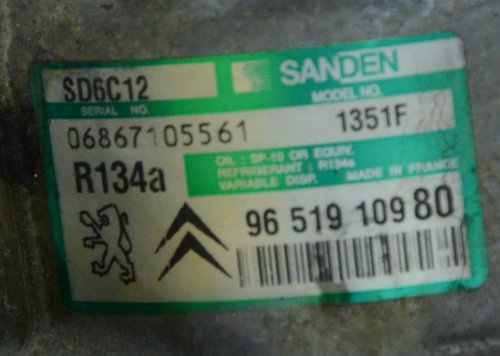 SANDEN
SD6C12
SERIAL NO.
MODEL NO.
06867105561
1351F
R134a
OIL : SP-10 OR EQUIV.
REFRIGERANT : R134a
VARIABLE DISP. MADE IN FRANCE
96 519 109 80